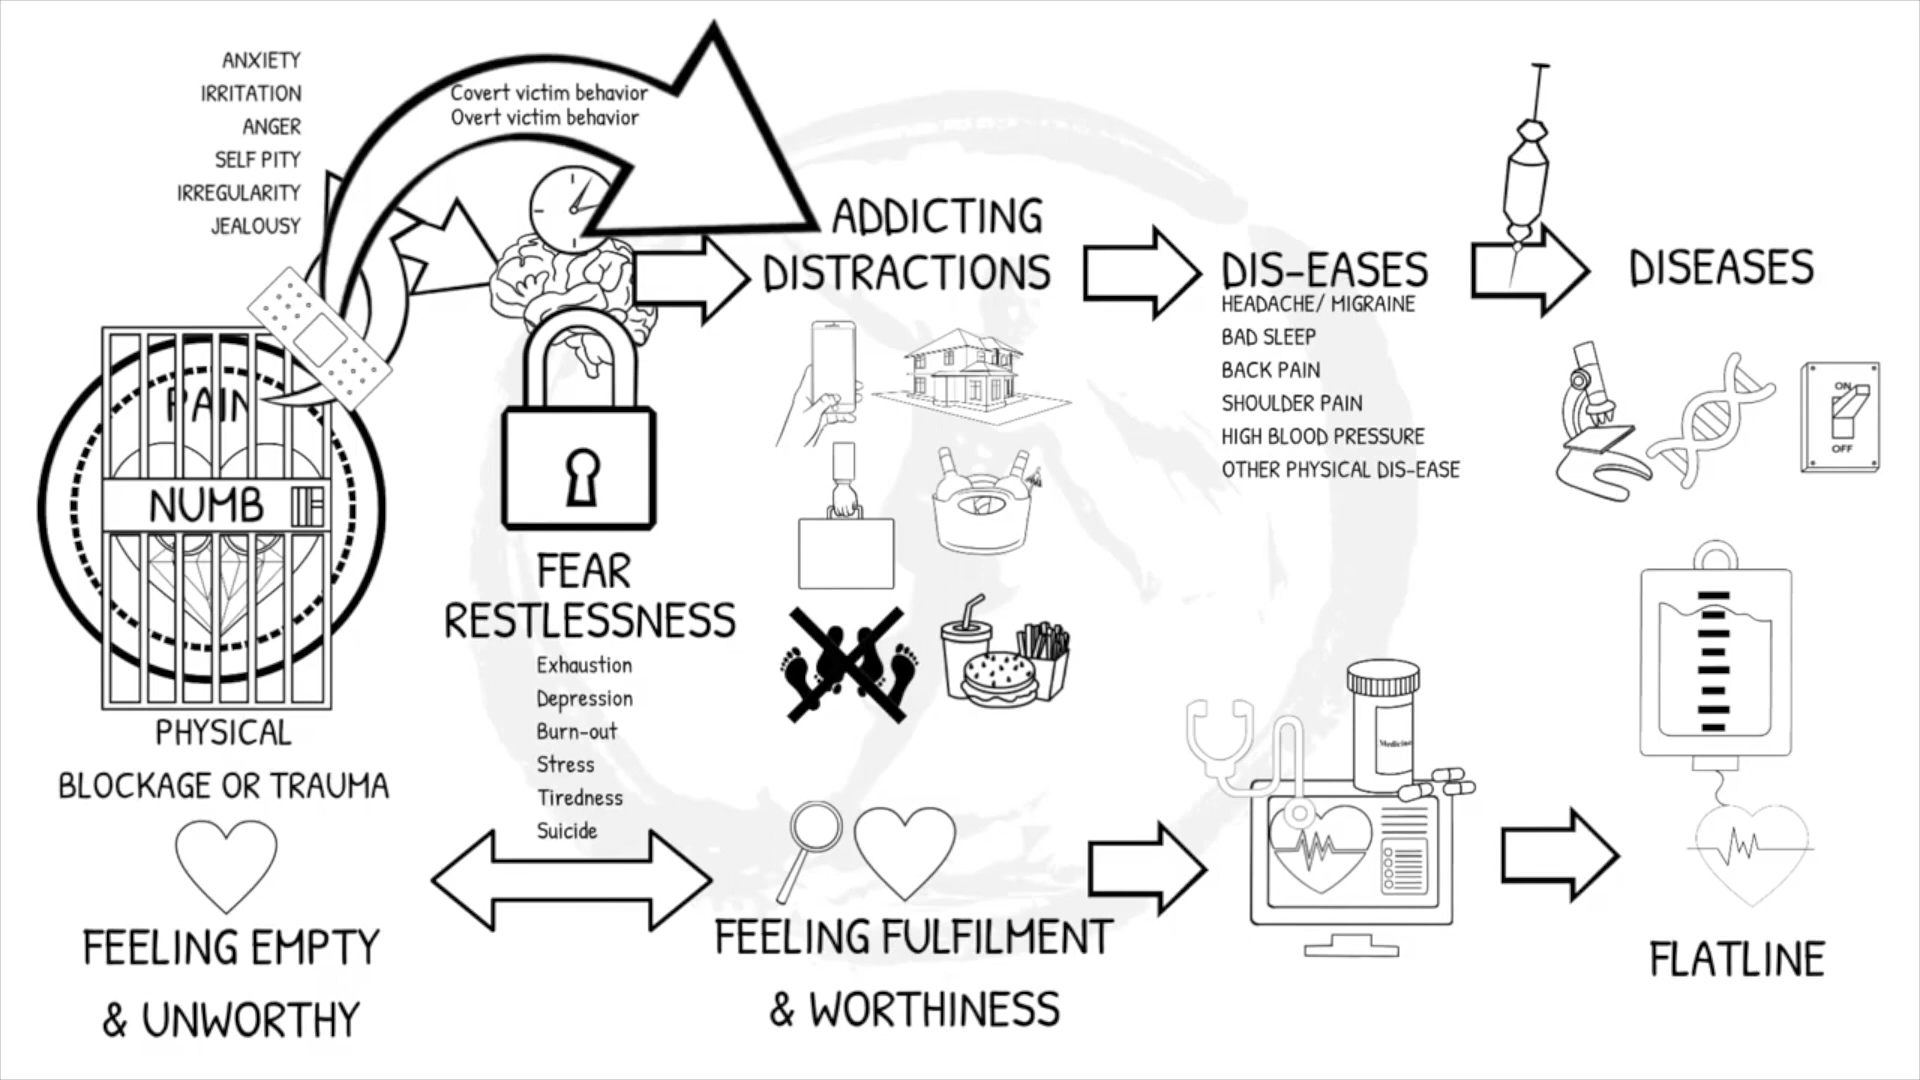 ANXIETY
IRRITATION
ANGER
SELF PITY
IRREGULARITY
JEALOUSY
Covert victim behavior
Overt victim behavior
PAIN
NUMB
PHYSICAL
BLOCKAGE OR TRAUMA
FEELING EMPTY
& UNWORTHY
FEAR
RESTLESSNESS
Exhaustion
Depression
Burn-out
Stress
Tiredness
Suicide
ADDICTING
DISTRACTIONS
FEELING FULFILMENT
& WORTHINESS
DIS-EASES
HEADACHE/ MIGRAINE
BAD SLEEP
BACK PAIN
SHOULDER PAIN
HIGH BLOOD PRESSURE
OTHER PHYSICAL DIS-EASE
Medicine
DISEASES
ON
OFF
FLATLINE